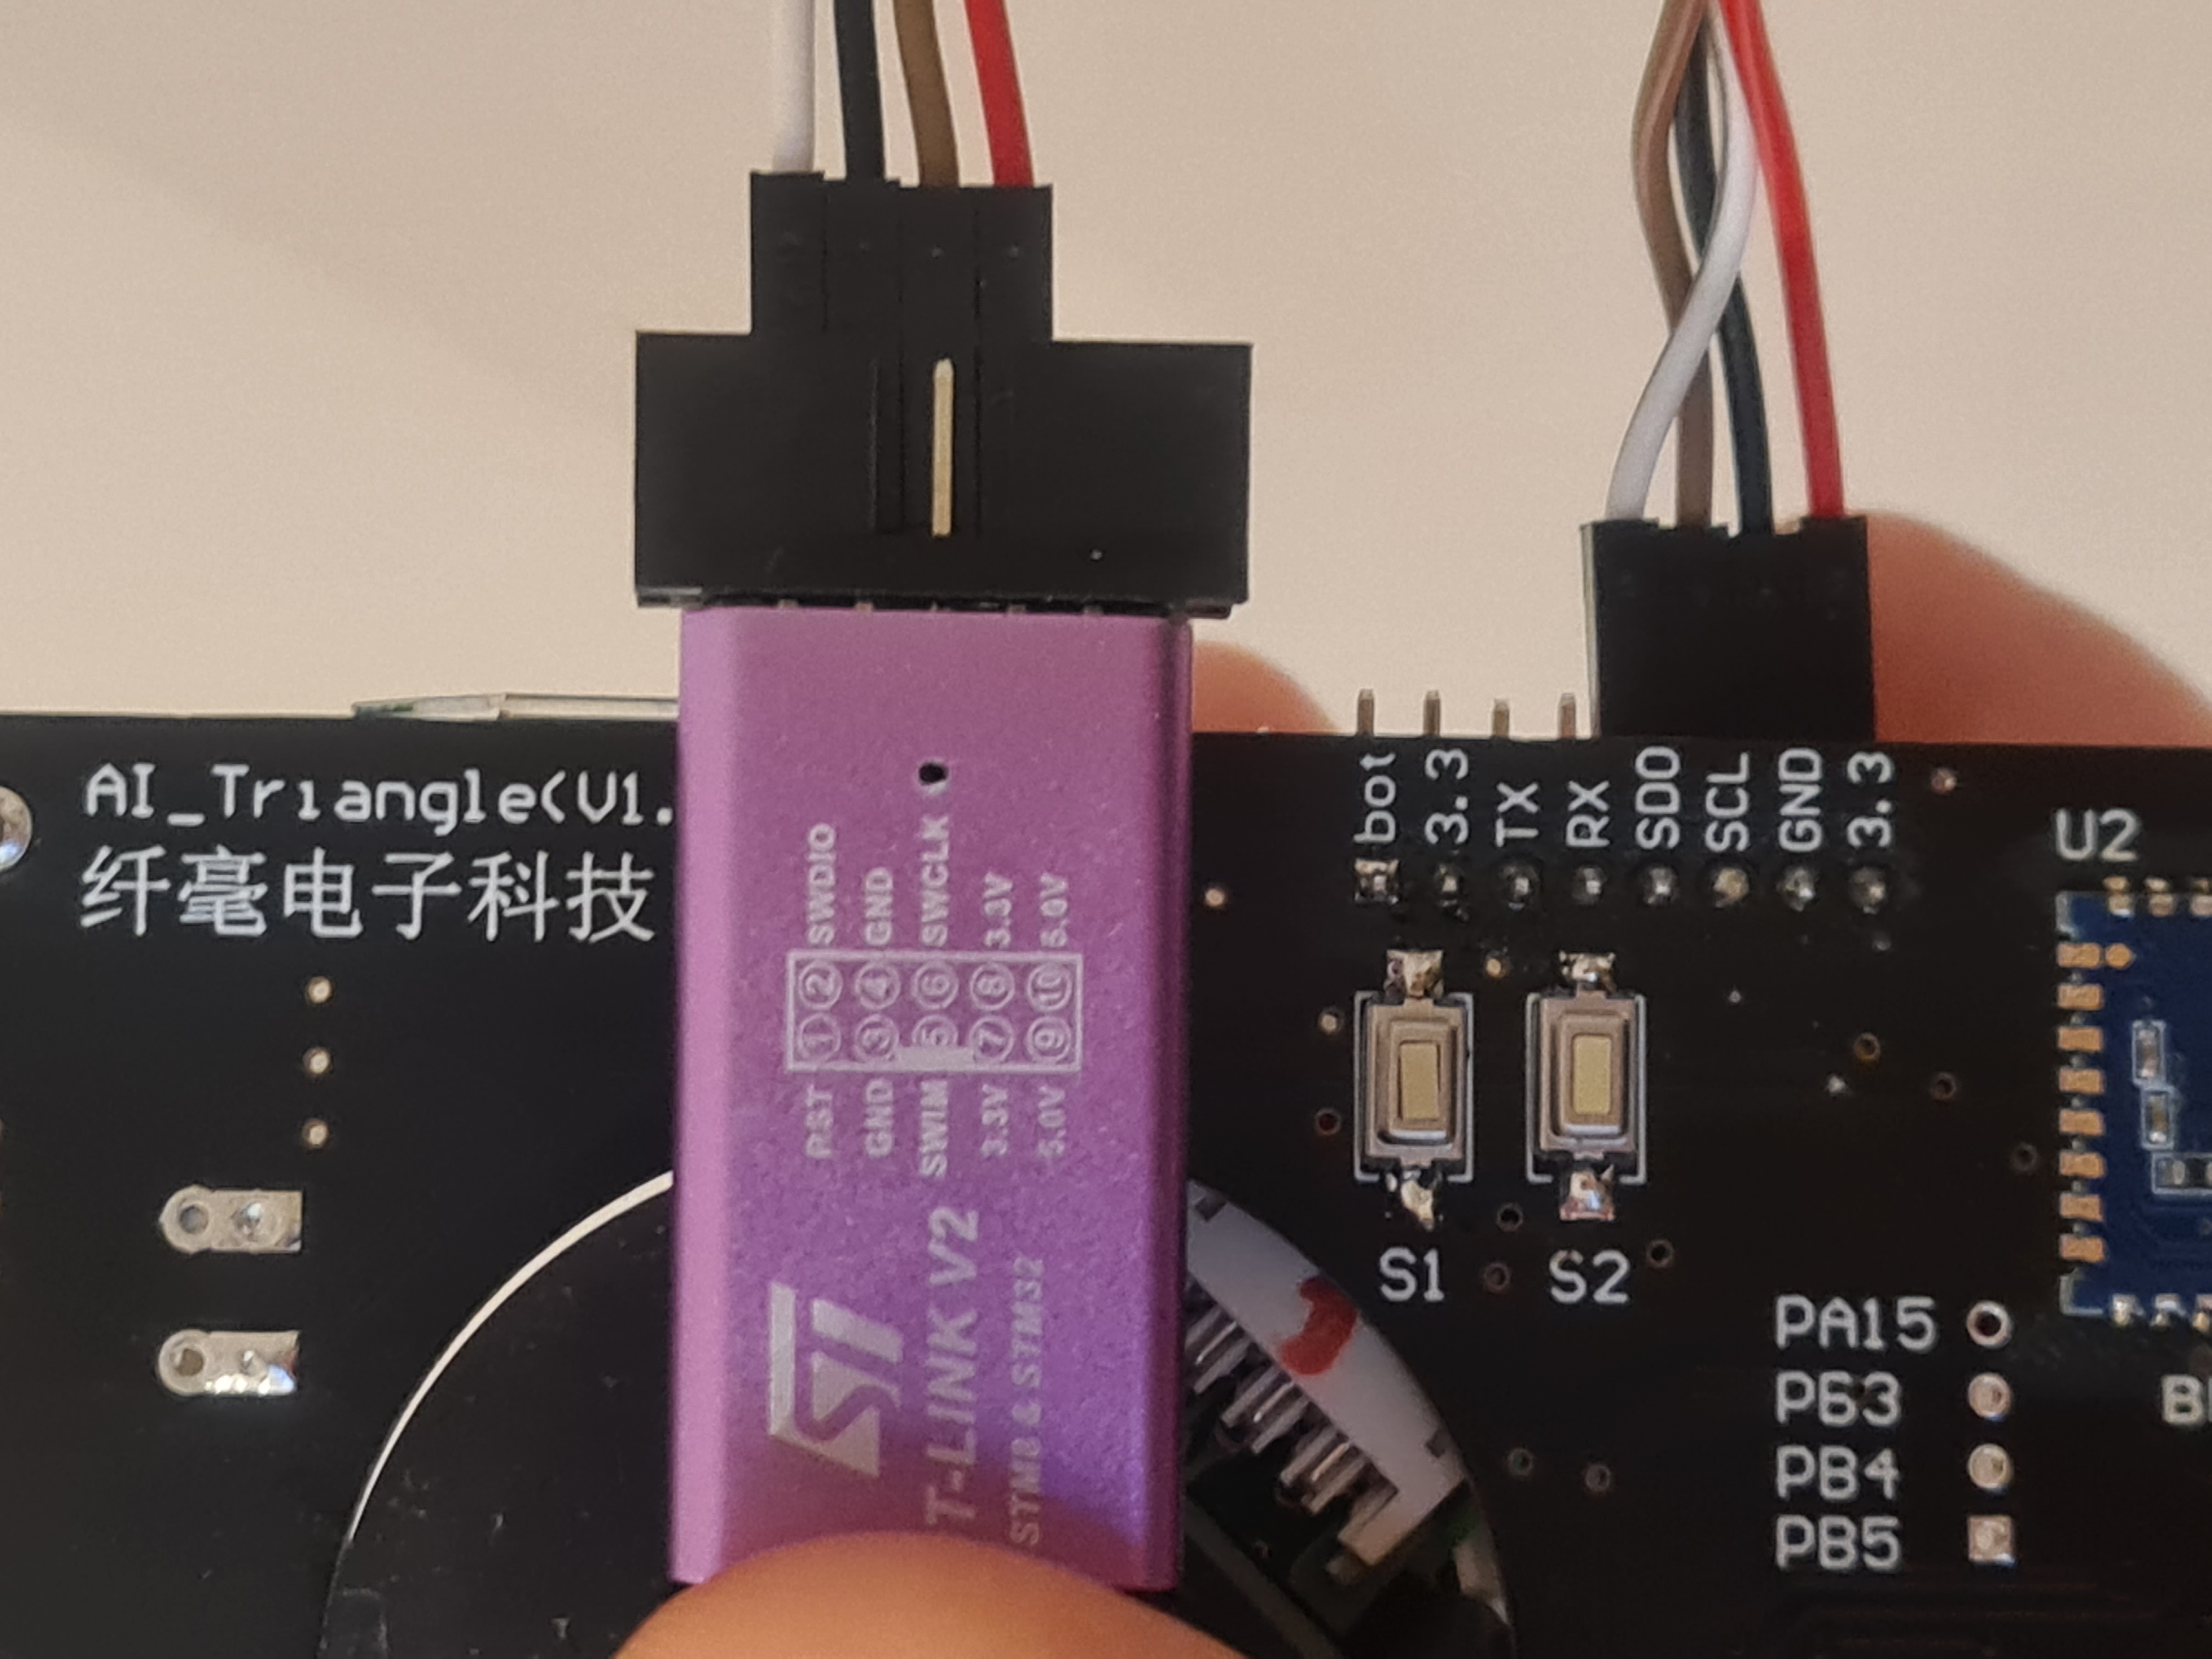 AI_Triangle(V1.
纤毫电子科技
ST
T-LINK V2
STM8 & STM32
RST 1 2 SWDIO
GND 3 4 GND
SWIM 5 6 SWCLK
3.3V 7 8 3.3V
5.0V 9 10 5.0V
S1
S2
bot
3.3
TX
RX
SDO
SCL
GND
3.3
PA15
PB3
PB4
PB5
U2